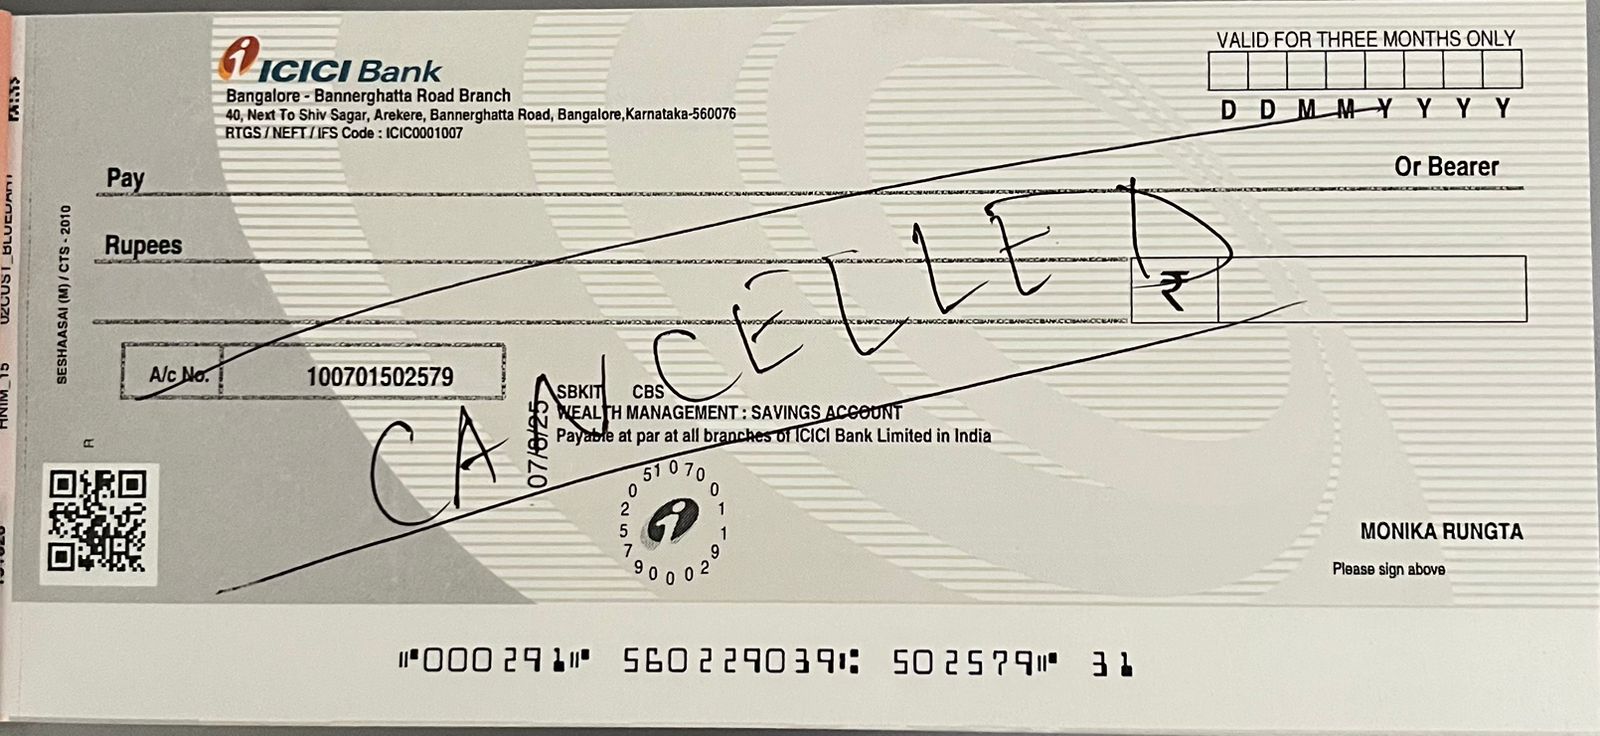 ICICI Bank
Bangalore - Bannerghatta Road Branch
40, Next To Shiv Sagar, Arekere, Bannerghatta Road, Bangalore,Karnataka-560076
RTGS / NEFT / IFS Code : ICIC0001007
VALID FOR THREE MONTHS ONLY
D D M M Y Y Y Y
Pay
Or Bearer
Rupees
₹
A/c No. 100701502579
CANCELLED
SBKIT CBS
WEALTH MANAGEMENT : SAVINGS ACCOUNT
Payable at par at all branches of ICICI Bank Limited in India
07/8/25
SESHAASAI (M) / CTS - 2010
R
MONIKA RUNGTA
Please sign above
⑈000291⑈ 560229039⑆ 502579⑈ 31